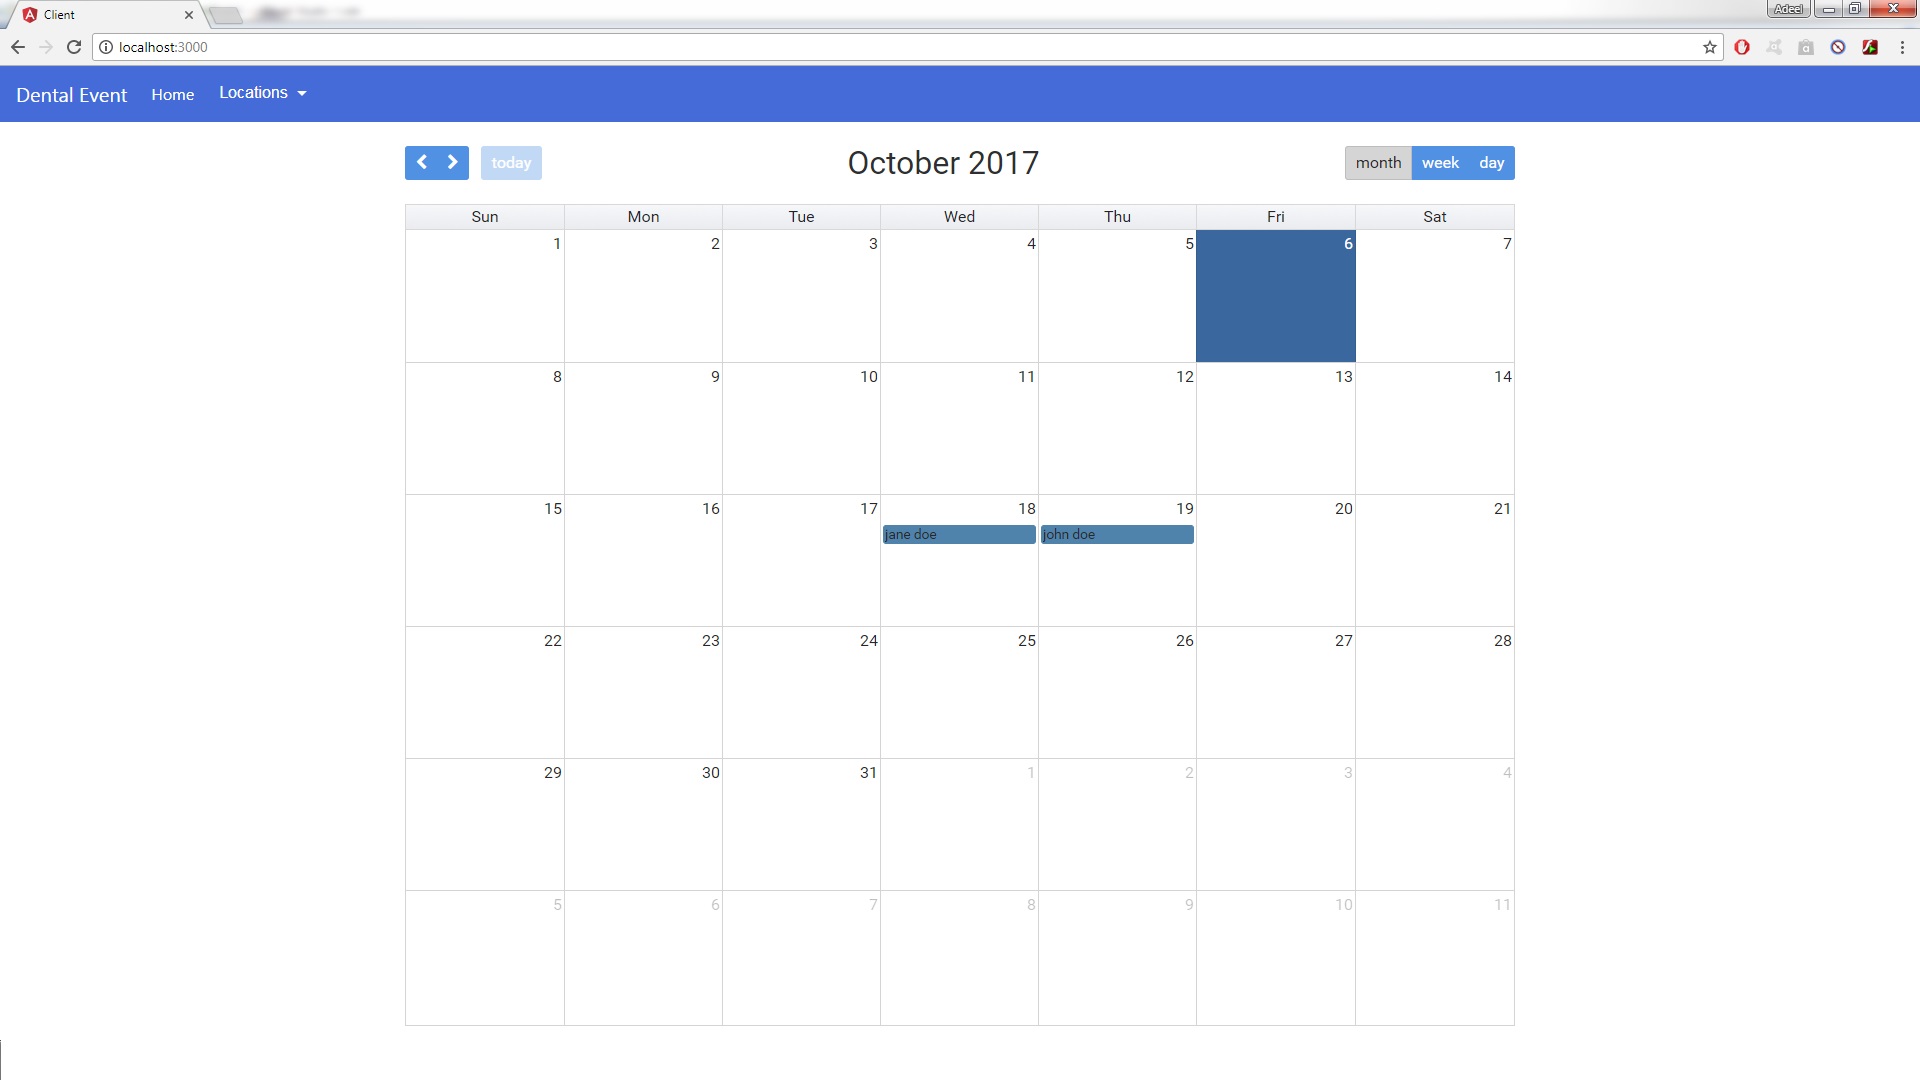 Client
Adeel
localhost:3000
Dental Event Home Locations
today October 2017 month week day
Sun Mon Tue Wed Thu Fri Sat
1 2 3 4 5 6 7
8 9 10 11 12 13 14
15 16 17 18 19 20 21
jane doe john doe
22 23 24 25 26 27 28
29 30 31 1 2 3 4
5 6 7 8 9 10 11